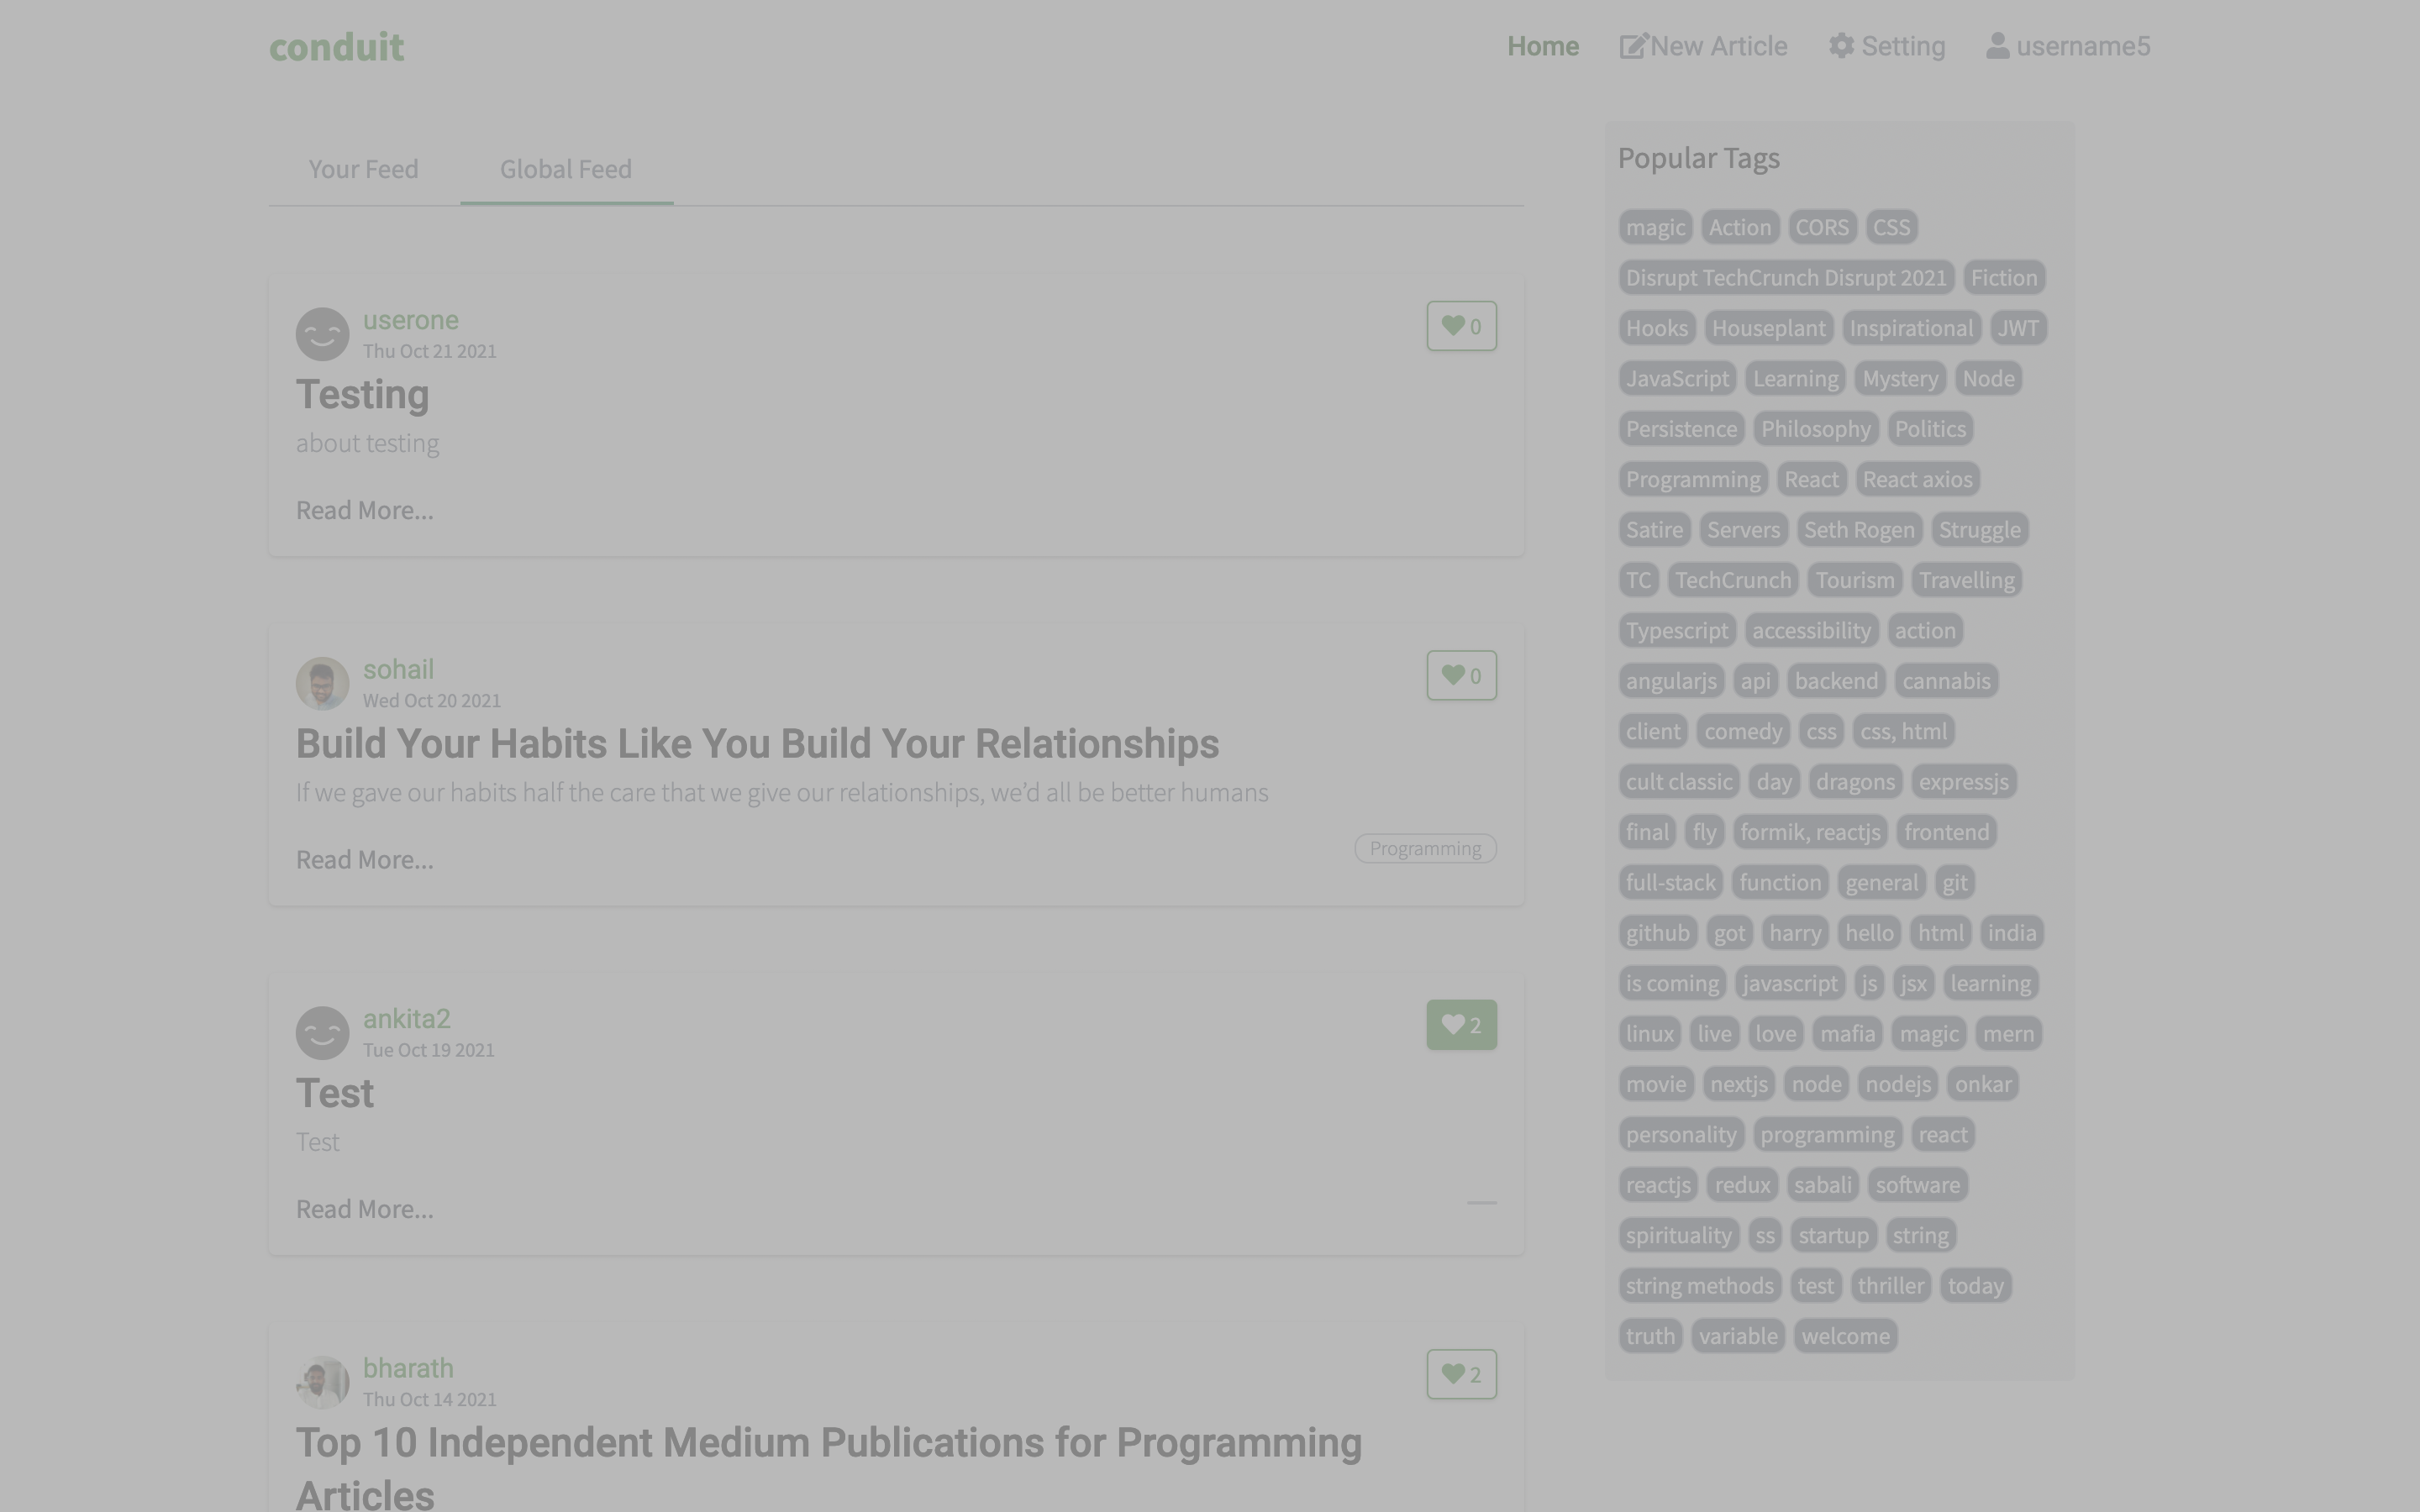 conduit
Home New Article Setting username5
Your Feed Global Feed
userone
Thu Oct 21 2021
0
Testing
about testing
Read More...
sohail
Wed Oct 20 2021
0
Build Your Habits Like You Build Your Relationships
If we gave our habits half the care that we give our relationships, we’d all be better humans
Read More...
Programming
ankita2
Tue Oct 19 2021
2
Test
Test
Read More...
bharath
Thu Oct 14 2021
2
Top 10 Independent Medium Publications for Programming
Articles
Popular Tags
magic Action CORS CSS
Disrupt TechCrunch Disrupt 2021 Fiction
Hooks Houseplant Inspirational JWT
JavaScript Learning Mystery Node
Persistence Philosophy Politics
Programming React React axios
Satire Servers Seth Rogen Struggle
TC TechCrunch Tourism Travelling
Typescript accessibility action
angularjs api backend cannabis
client comedy css css, html
cult classic day dragons expressjs
final fly formik, reactjs frontend
full-stack function general git
github got harry hello html india
is coming javascript js jsx learning
linux live love mafia magic mern
movie nextjs node nodejs onkar
personality programming react
reactjs redux sabali software
spirituality ss startup string
string methods test thriller today
truth variable welcome